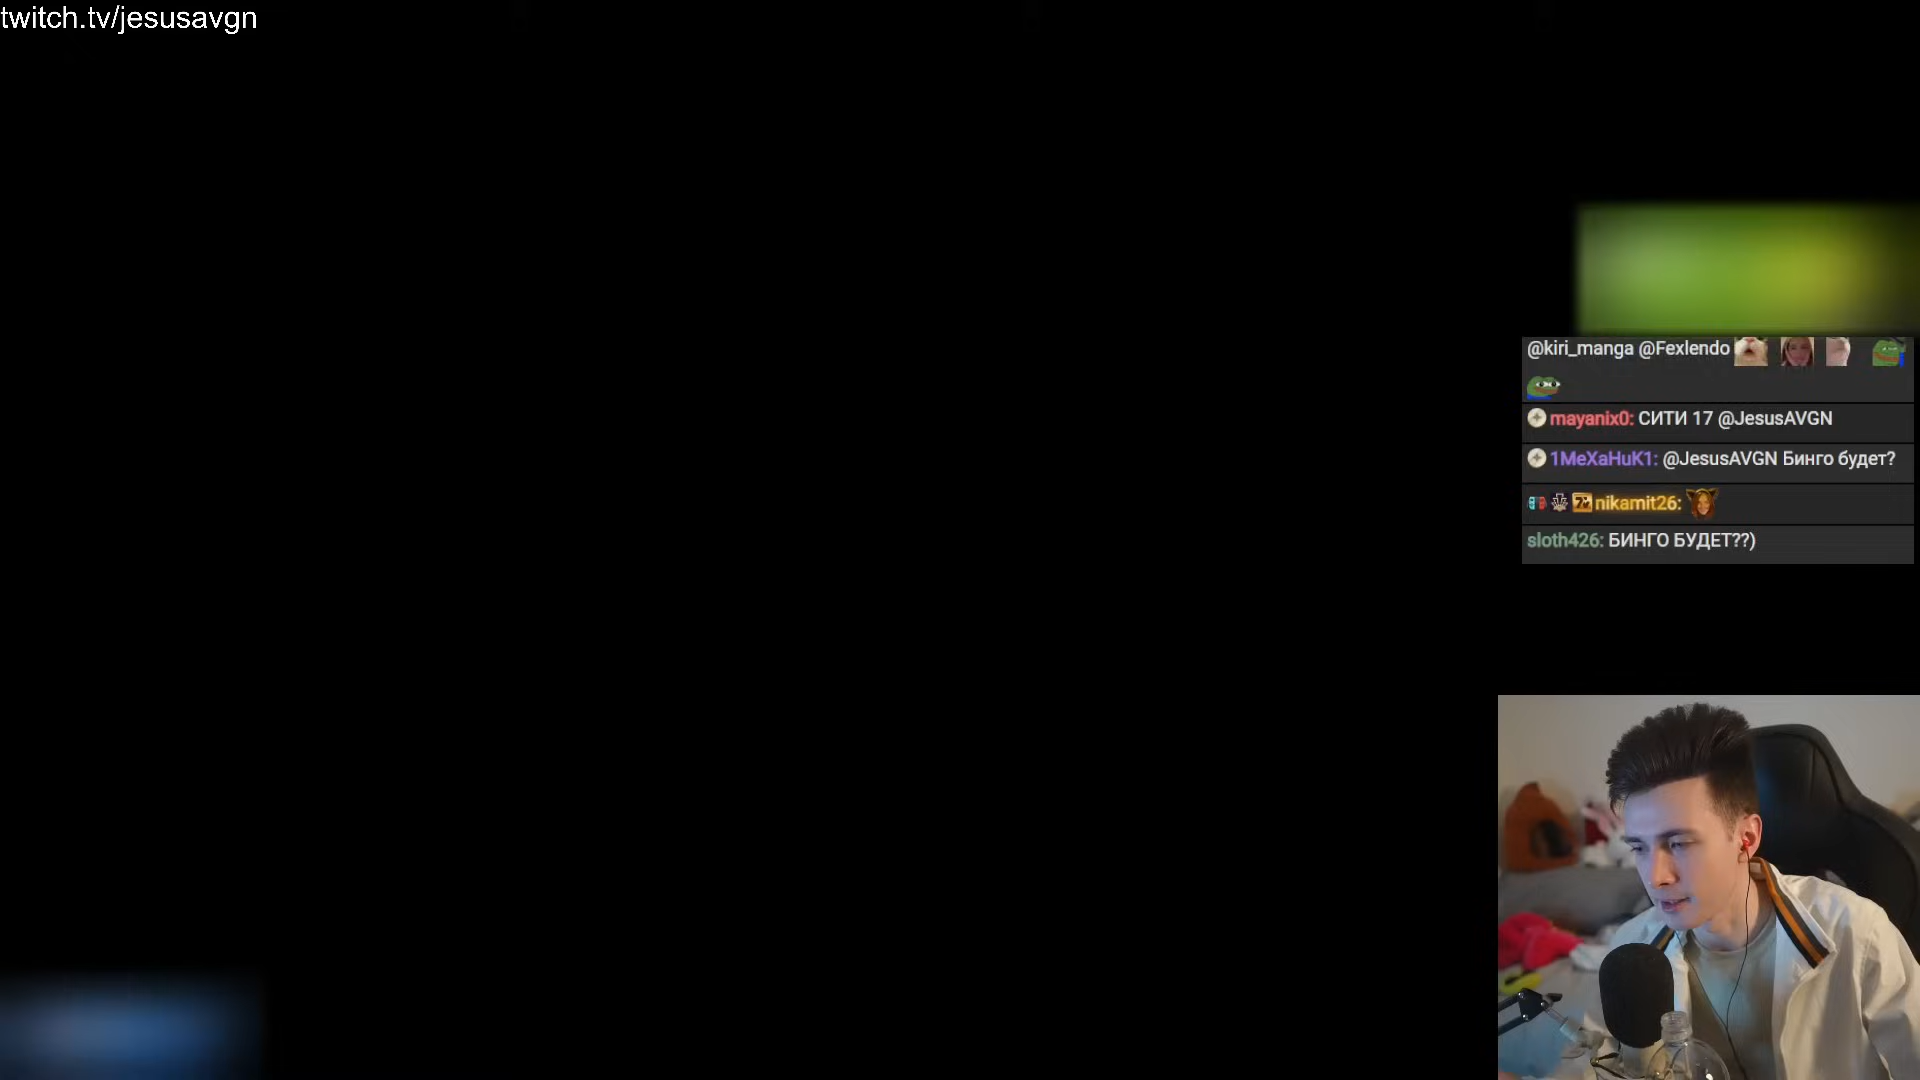 twitch.tv/jesusavgn
@kiri_manga @Fexlendo
mayanix0: СИТИ 17 @JesusAVGN
1MeXaHuK1: @JesusAVGN Бинго будет?
nikamit26:
sloth426: БИНГО БУДЕТ??)